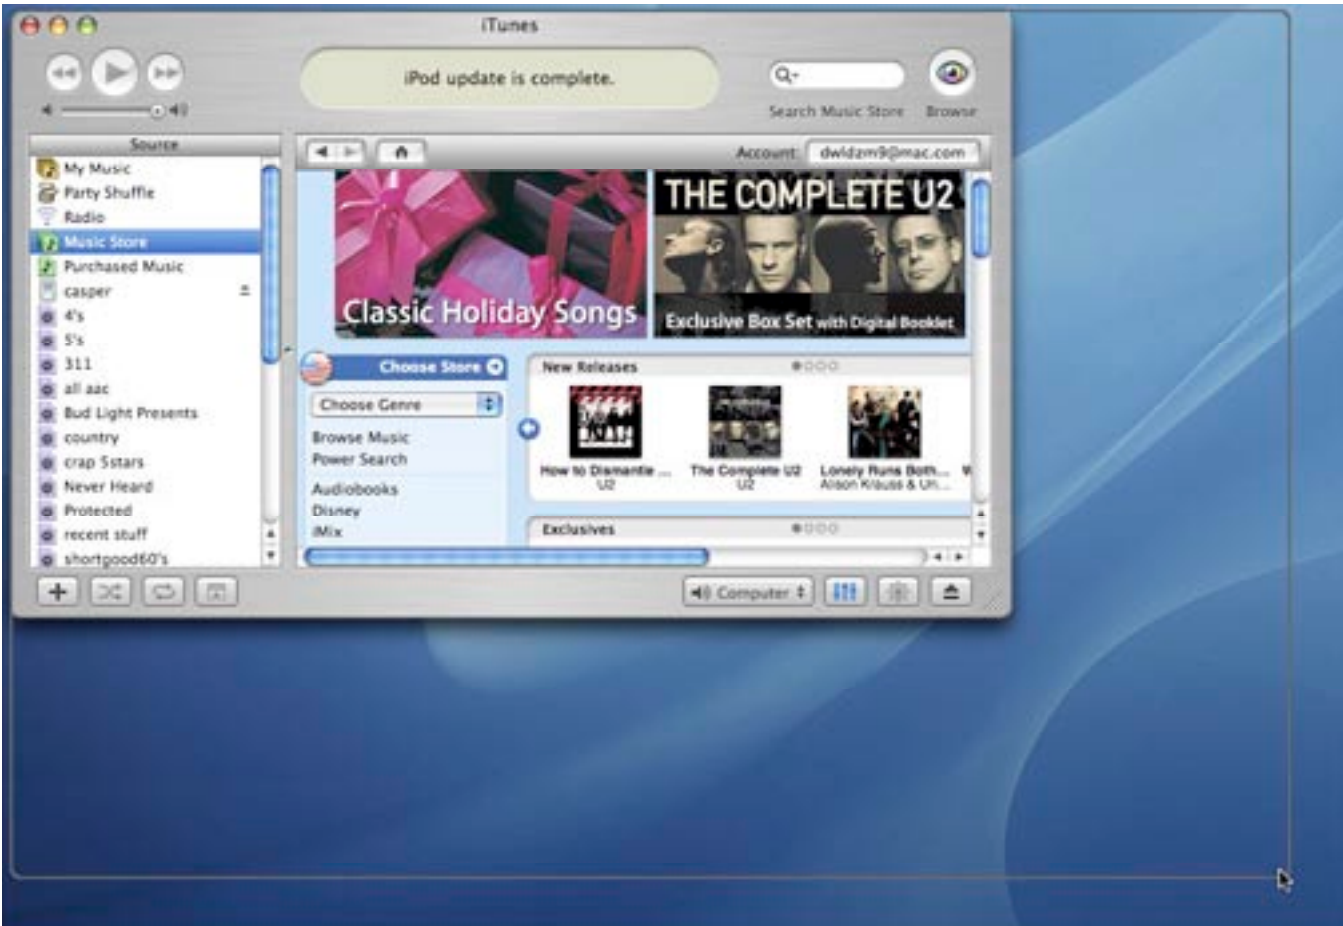 iTunes
iPod update is complete.
Search Music Store
Browse
Source
My Music
Party Shuffle
Radio
Music Store
Purchased Music
casper
4's
5's
311
all aac
Bud Light Presents
country
crap 5stars
Never Heard
Protected
recent stuff
shortgood60's
Account: dwldzm9@mac.com
Classic Holiday Songs
THE COMPLETE U2
Exclusive Box Set with Digital Booklet
Choose Store
Choose Genre
Browse Music
Power Search
Audiobooks
Disney
iMix
New Releases
How to Dismantle ...
U2
The Complete U2
U2
Lonely Runs Both...
Alison Krauss & Un...
W
Exclusives
Computer